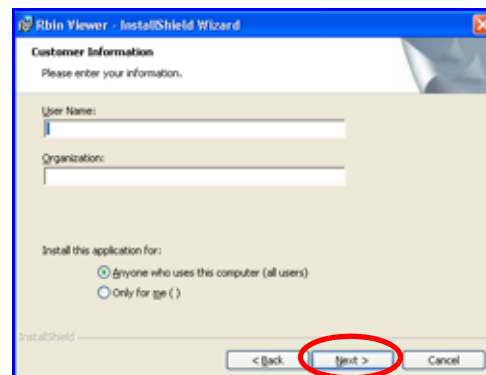 Rbin Viewer - InstallShield Wizard
Customer Information
Please enter your information.
User Name:
Organization:
Install this application for:
Anyone who uses this computer (all users)
Only for me ( )
InstallShield
< Back Next > Cancel